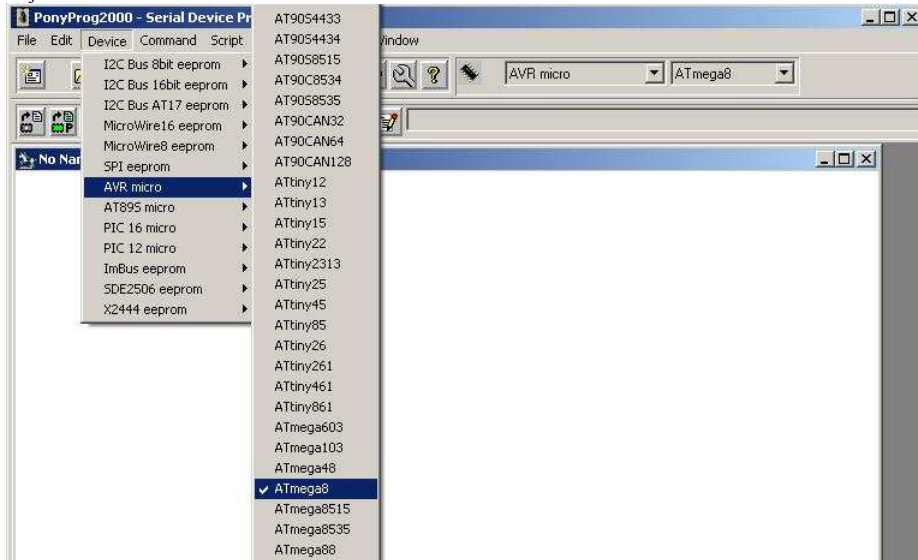 PonyProg2000 - Serial Device Pr
File Edit Device Command Script
indow
AVR micro ATmega8
No Nar
I2C Bus 8bit eeprom
I2C Bus 16bit eeprom
I2C Bus AT17 eeprom
MicroWire16 eeprom
MicroWire8 eeprom
SPI eeprom
AVR micro
AT89S micro
PIC 16 micro
PIC 12 micro
ImBus eeprom
SDE2506 eeprom
X2444 eeprom
AT90S4433
AT90S4434
AT90S8515
AT90C8534
AT90S8535
AT90CAN32
AT90CAN64
AT90CAN128
ATtiny12
ATtiny13
ATtiny15
ATtiny22
ATtiny2313
ATtiny25
ATtiny45
ATtiny85
ATtiny26
ATtiny261
ATtiny461
ATtiny861
ATmega603
ATmega103
ATmega48
ATmega8
ATmega8515
ATmega8535
ATmega88